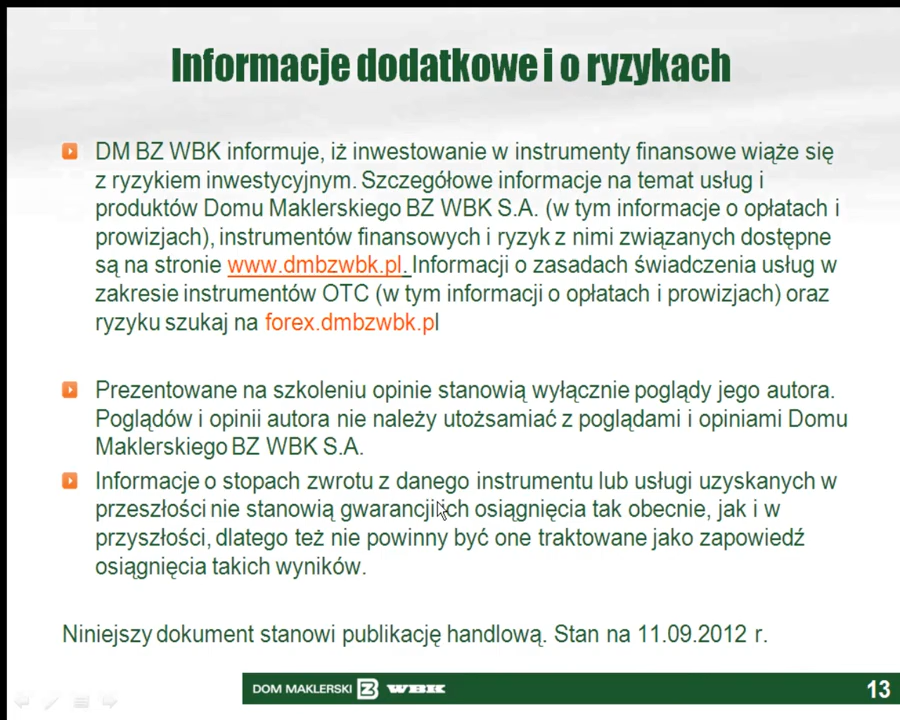 Informacje dodatkowe i o ryzykach
DM BZ WBK informuje, iż inwestowanie w instrumenty finansowe wiąże się
z ryzykiem inwestycyjnym. Szczegółowe informacje na temat usług i
produktów Domu Maklerskiego BZ WBK S.A. (w tym informacje o opłatach i
prowizjach), instrumentów finansowych i ryzyk z nimi związanych dostępne
są na stronie www.dmbzwbk.pl. Informacji o zasadach świadczenia usług w
zakresie instrumentów OTC (w tym informacji o opłatach i prowizjach) oraz
ryzyku szukaj na forex.dmbzwbk.pl
Prezentowane na szkoleniu opinie stanowią wyłącznie poglądy jego autora.
Poglądów i opinii autora nie należy utożsamiać z poglądami i opiniami Domu
Maklerskiego BZ WBK S.A.
Informacje o stopach zwrotu z danego instrumentu lub usługi uzyskanych w
przeszłości nie stanowią gwarancji ich osiągnięcia tak obecnie, jak i w
przyszłości, dlatego też nie powinny być one traktowane jako zapowiedź
osiągnięcia takich wyników.
Niniejszy dokument stanowi publikację handlową. Stan na 11.09.2012 r.
DOM MAKLERSKI Z WBK 13